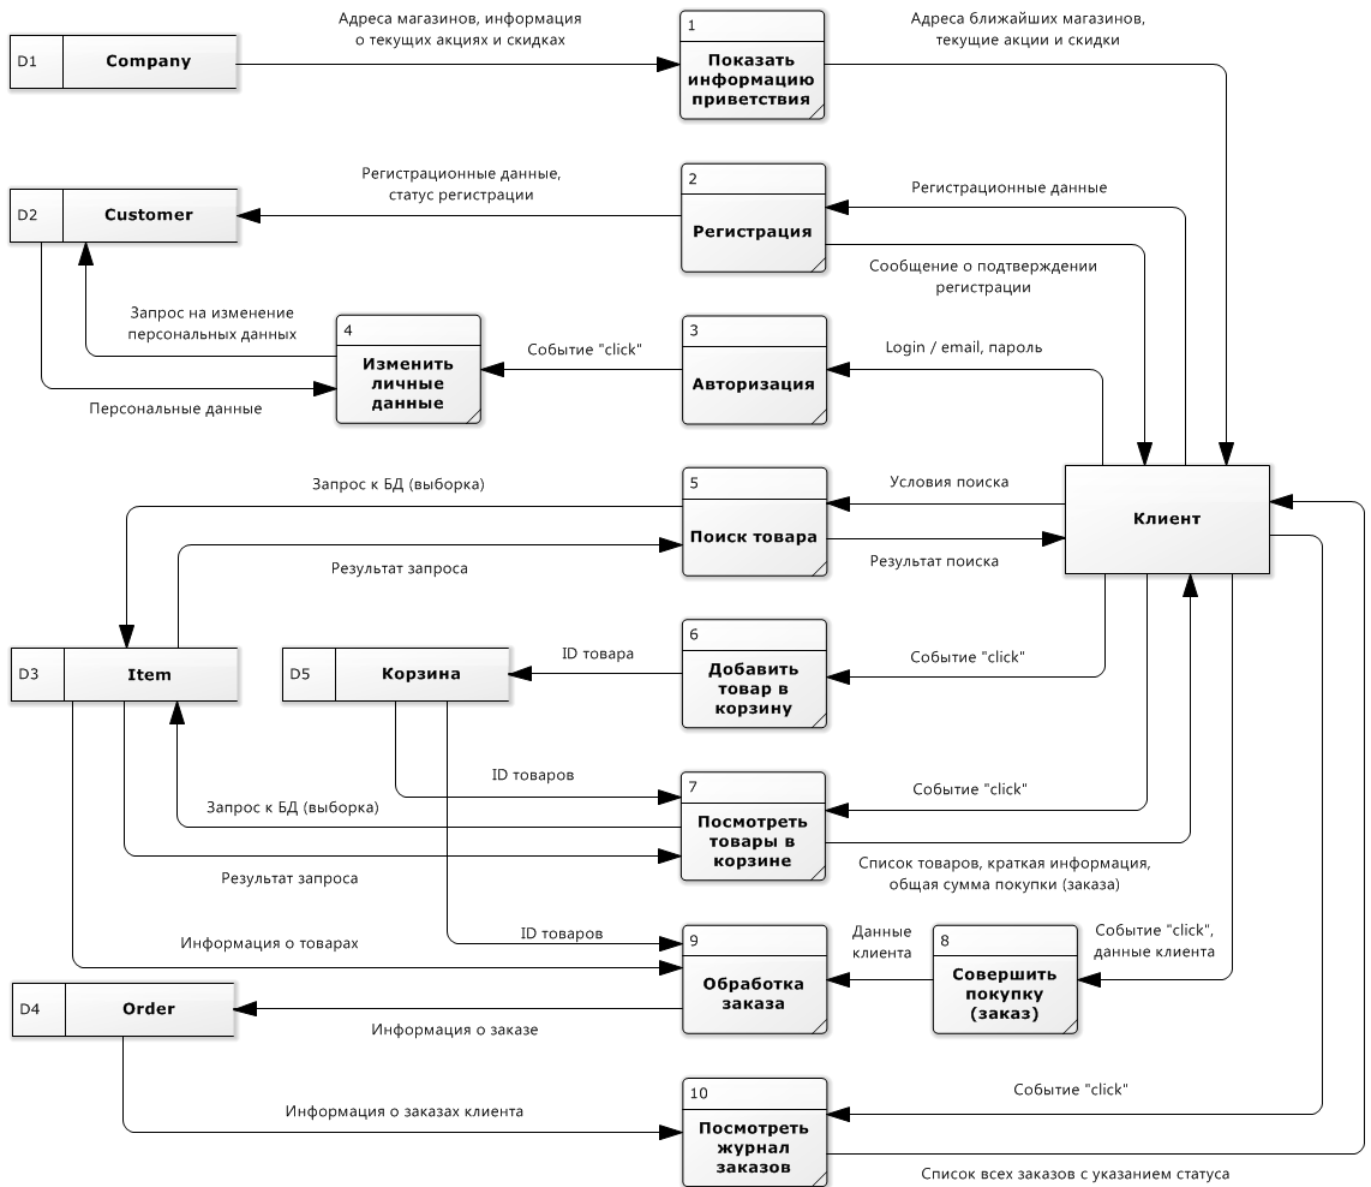 Адреса магазинов, информация
о текущих акциях и скидках
Адреса ближайших магазинов,
текущие акции и скидки
D1
Company
1
Показать
информацию
приветствия
Регистрационные данные,
статус регистрации
Регистрационные данные
D2
Customer
2
Регистрация
Сообщение о подтверждении
регистрации
Запрос на изменение
персональных данных
4
Изменить
личные
данные
Событие "click"
3
Авторизация
Login / email, пароль
Персональные данные
Запрос к БД (выборка)
5
Поиск товара
Условия поиска
Клиент
Результат запроса
Результат поиска
D3
Item
D5
Корзина
ID товара
6
Добавить
товар в
корзину
Событие "click"
ID товаров
7
Посмотреть
товары в
корзине
Событие "click"
Запрос к БД (выборка)
Результат запроса
Список товаров, краткая информация,
общая сумма покупки (заказа)
Информация о товарах
ID товаров
9
Обработка
заказа
Данные
клиента
8
Совершить
покупку
(заказ)
Событие "click",
данные клиента
D4
Order
Информация о заказе
Информация о заказах клиента
10
Посмотреть
журнал
заказов
Событие "click"
Список всех заказов с указанием статуса